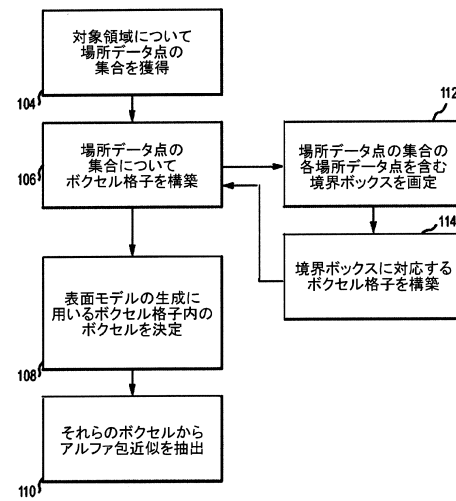 対象領域について
場所データ点の
集合を獲得
104
場所データ点の
集合について
ボクセル格子を構築
106
112
場所データ点の集合の
各場所データ点を含む
境界ボックスを画定
114
境界ボックスに対応する
ボクセル格子を構築
表面モデルの生成に
用いるボクセル格子内の
ボクセルを決定
108
それらのボクセルから
アルファ包近似を抽出
110